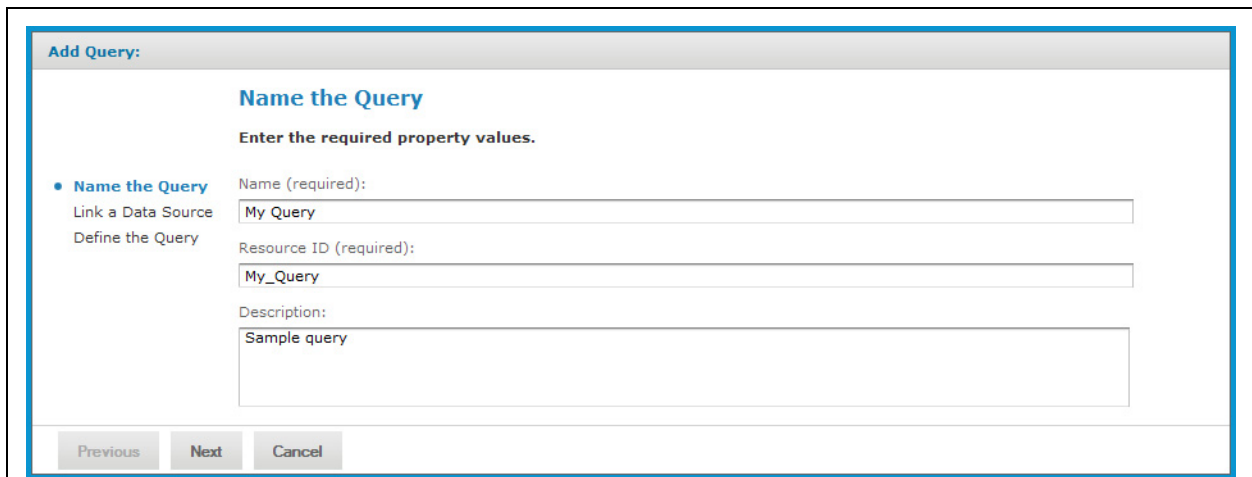 Add Query:
Name the Query
Enter the required property values.
Name the Query
Link a Data Source
Define the Query
Name (required):
My Query
Resource ID (required):
My_Query
Description:
Sample query
Previous Next Cancel